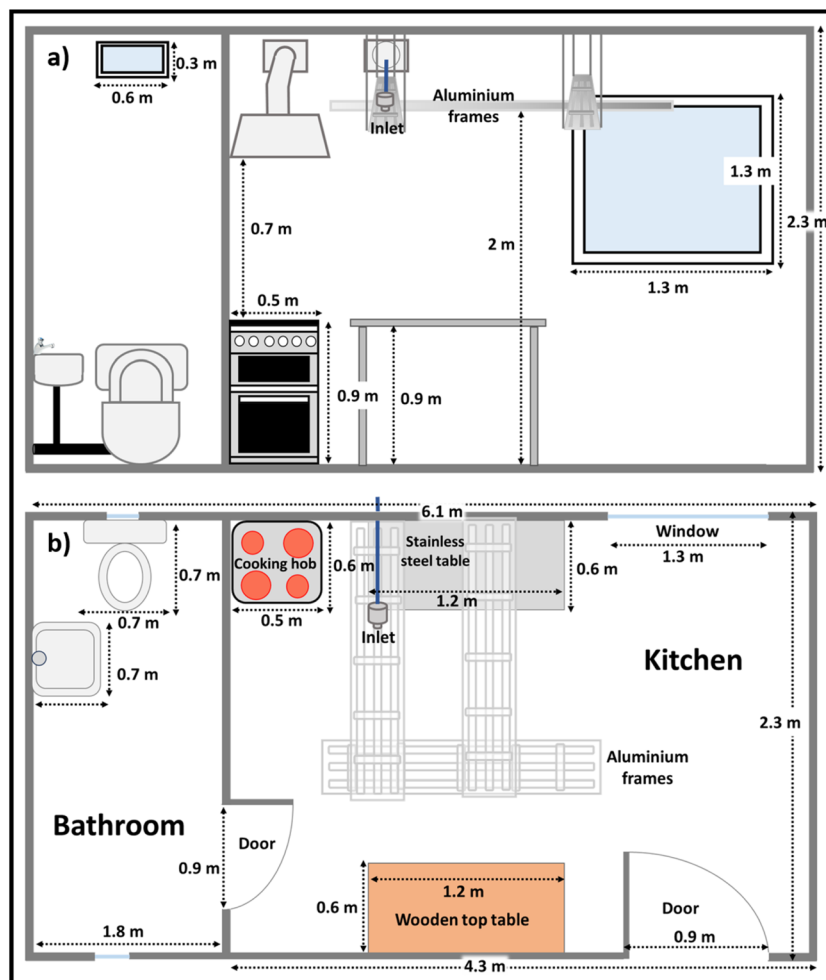 a)
0.3 m
0.6 m
Aluminium
frames
Inlet
1.3 m
2.3 m
0.7 m
2 m
1.3 m
0.5 m
0.9 m
0.9 m
6.1 m
b)
Cooking hob
Stainless
steel table
Window
0.7 m
0.6 m
1.3 m
0.6 m
1.2 m
0.7 m
0.5 m
Inlet
0.7 m
Kitchen
2.3 m
Aluminium
frames
Bathroom
Door
0.9 m
1.2 m
0.6 m
Wooden top table
Door
1.8 m
0.9 m
4.3 m